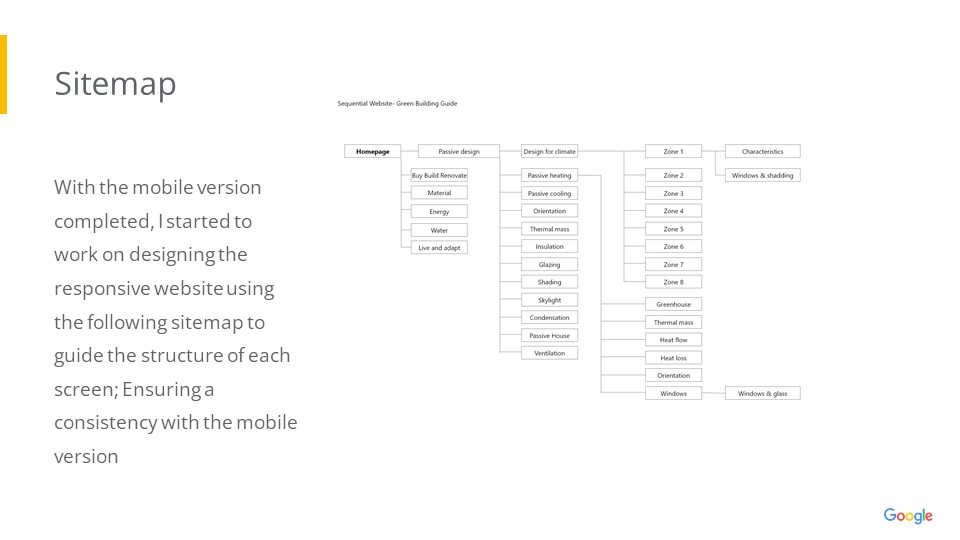 Sitemap
Sequential Website- Green Building Guide
With the mobile version
completed, I started to
work on designing the
responsive website using
the following sitemap to
guide the structure of each
screen; Ensuring a
consistency with the mobile
version
Homepage
Passive design
Buy Build Renovate
Material
Energy
Water
Live and adapt
Design for climate
Passive heating
Passive cooling
Orientation
Thermal mass
Insulation
Glazing
Shading
Skylight
Condensation
Passive House
Ventilation
Zone 1
Zone 2
Zone 3
Zone 4
Zone 5
Zone 6
Zone 7
Zone 8
Greenhouse
Thermal mass
Heat flow
Heat loss
Orientation
Windows
Characteristics
Windows & shadding
Windows & glass
Google